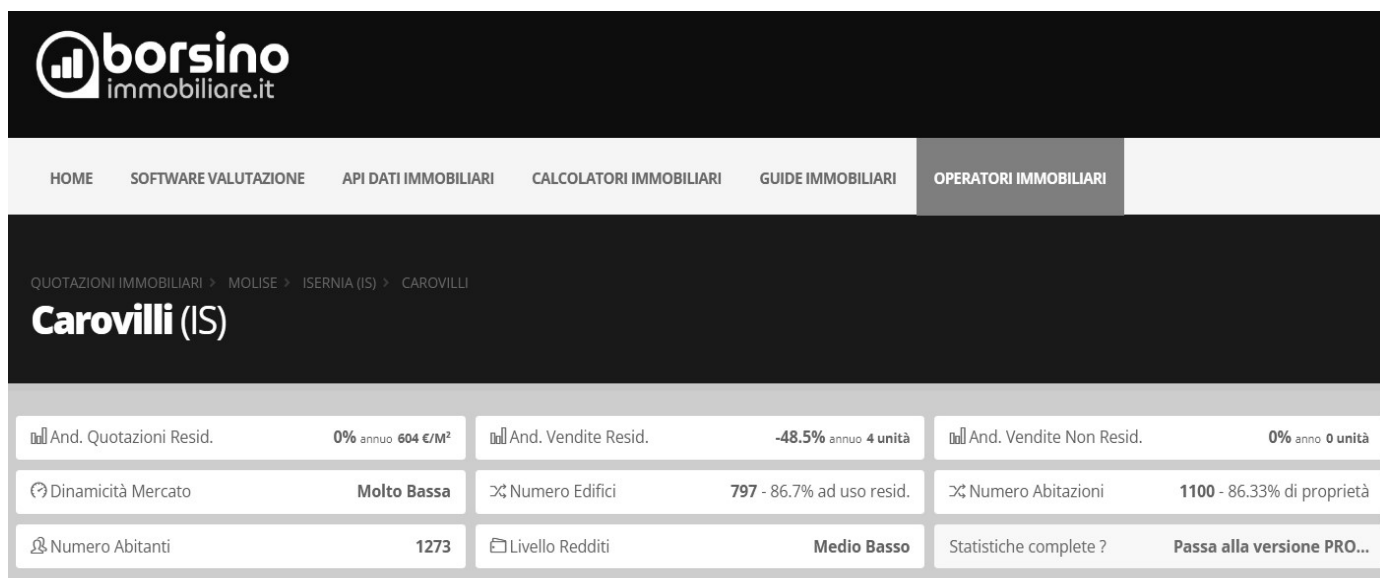 borsino
immobiliare.it
HOME SOFTWARE VALUTAZIONE API DATI IMMOBILIARI CALCOLATORI IMMOBILIARI GUIDE IMMOBILIARI OPERATORI IMMOBILIARI
QUOTAZIONI IMMOBILIARI > MOLISE > ISERNIA (IS) > CAROVILLI
Carovilli (IS)
And. Quotazioni Resid. 0% annuo 604 €/M² And. Vendite Resid. -48.5% annuo 4 unità And. Vendite Non Resid. 0% anno 0 unità
Dinamicità Mercato Molto Bassa Numero Edifici 797 - 86.7% ad uso resid. Numero Abitazioni 1100 - 86.33% di proprietà
Numero Abitanti 1273 Livello Redditi Medio Basso Statistiche complete ? Passa alla versione PRO...